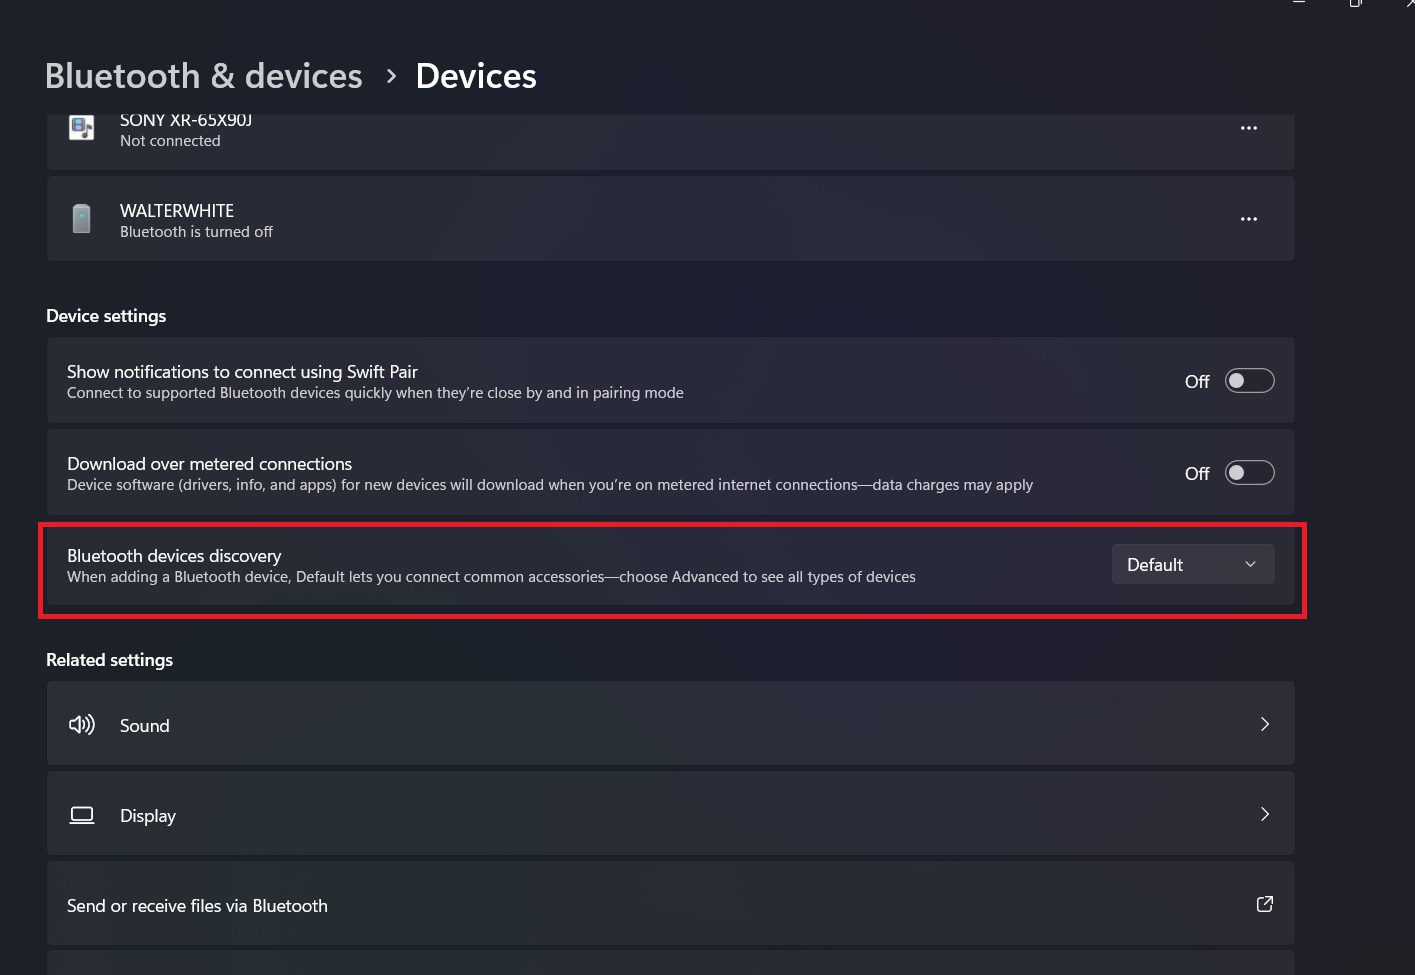 Bluetooth & devices > Devices
SONY XR-65X90J
Not connected
WALTERWHITE
Bluetooth is turned off
Device settings
Show notifications to connect using Swift Pair
Connect to supported Bluetooth devices quickly when they’re close by and in pairing mode
Off
Download over metered connections
Device software (drivers, info, and apps) for new devices will download when you’re on metered internet connections—data charges may apply
Off
Bluetooth devices discovery
When adding a Bluetooth device, Default lets you connect common accessories—choose Advanced to see all types of devices
Default
Related settings
Sound
Display
Send or receive files via Bluetooth